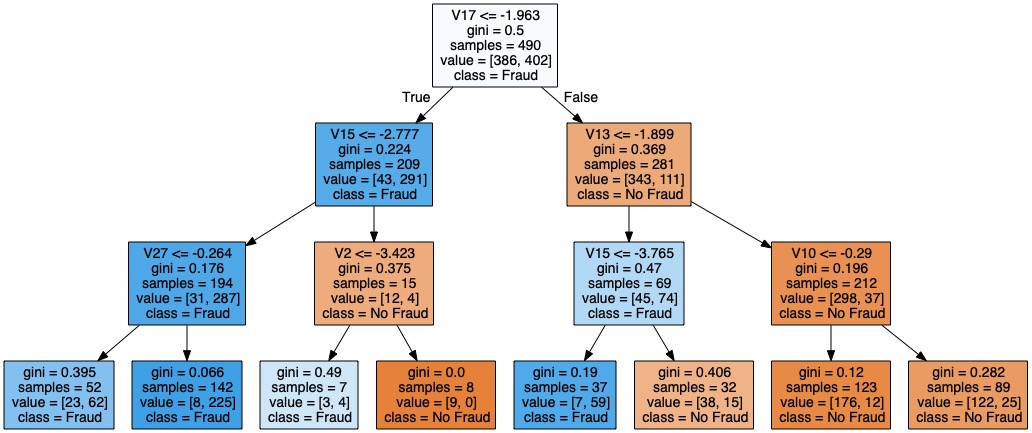 V17 <= -1.963
gini = 0.5
samples = 490
value = [386, 402]
class = Fraud
True
False
V15 <= -2.777
gini = 0.224
samples = 209
value = [43, 291]
class = Fraud
V13 <= -1.899
gini = 0.369
samples = 281
value = [343, 111]
class = No Fraud
V27 <= -0.264
gini = 0.176
samples = 194
value = [31, 287]
class = Fraud
V2 <= -3.423
gini = 0.375
samples = 15
value = [12, 4]
class = No Fraud
V15 <= -3.765
gini = 0.47
samples = 69
value = [45, 74]
class = Fraud
V10 <= -0.29
gini = 0.196
samples = 212
value = [298, 37]
class = No Fraud
gini = 0.395
samples = 52
value = [23, 62]
class = Fraud
gini = 0.066
samples = 142
value = [8, 225]
class = Fraud
gini = 0.49
samples = 7
value = [3, 4]
class = Fraud
gini = 0.0
samples = 8
value = [9, 0]
class = No Fraud
gini = 0.19
samples = 37
value = [7, 59]
class = Fraud
gini = 0.406
samples = 32
value = [38, 15]
class = No Fraud
gini = 0.12
samples = 123
value = [176, 12]
class = No Fraud
gini = 0.282
samples = 89
value = [122, 25]
class = No Fraud